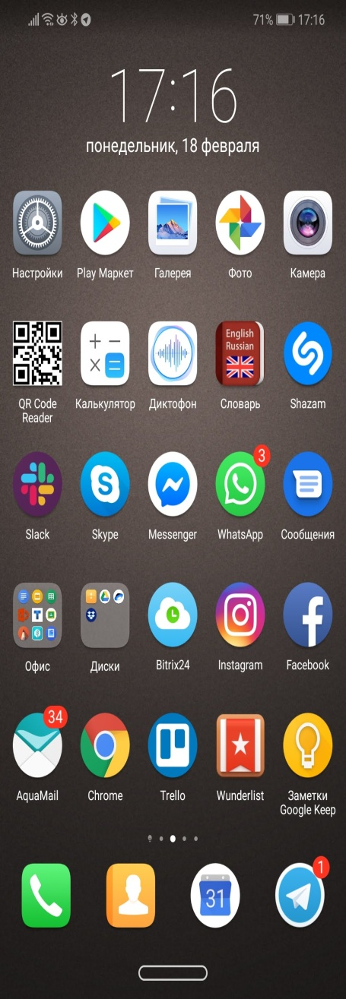 71% 17:16
17:16
понедельник, 18 февраля
Настройки Play Маркет Галерея Фото Камера
English
Russian
QR Code
Reader
Калькулятор Диктофон Словарь Shazam
3
Slack Skype Messenger WhatsApp Сообщения
Офис Диски Bitrix24 Instagram Facebook
34
AquaMail Chrome Trello Wunderlist Заметки
Google Keep
1
31